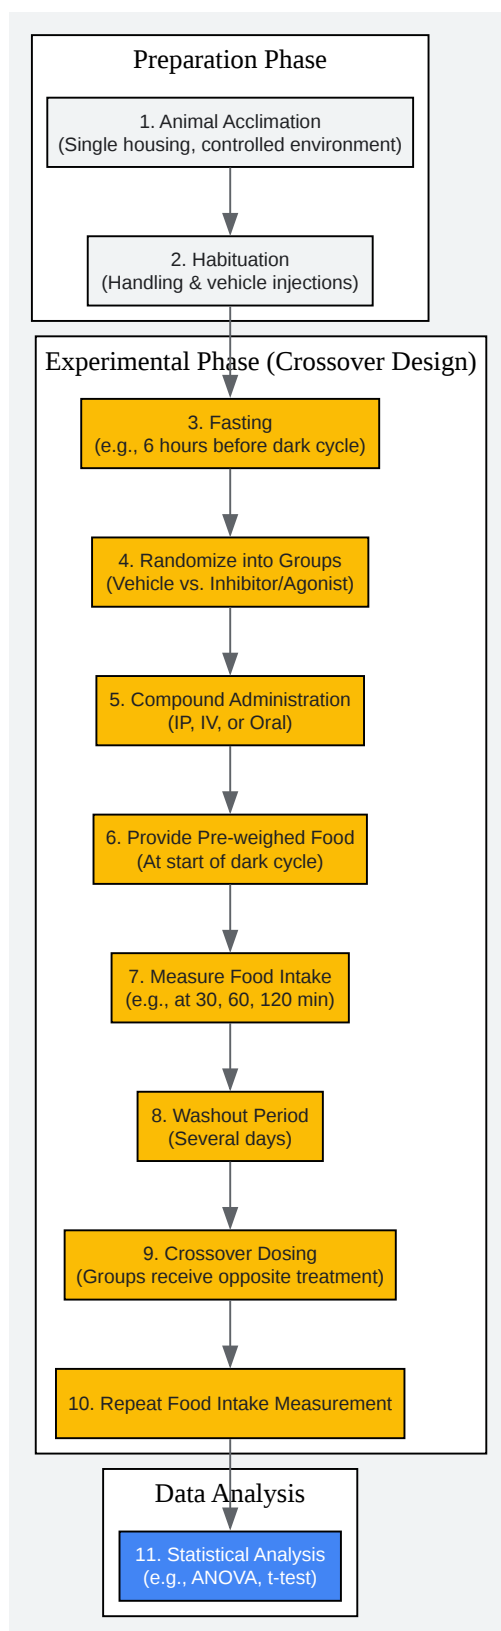 Preparation Phase
1. Animal Acclimation
(Single housing, controlled environment)
2. Habituation
(Handling & vehicle injections)
Experimental Phase (Crossover Design)
3. Fasting
(e.g., 6 hours before dark cycle)
4. Randomize into Groups
(Vehicle vs. Inhibitor/Agonist)
5. Compound Administration
(IP, IV, or Oral)
6. Provide Pre-weighed Food
(At start of dark cycle)
7. Measure Food Intake
(e.g., at 30, 60, 120 min)
8. Washout Period
(Several days)
9. Crossover Dosing
(Groups receive opposite treatment)
10. Repeat Food Intake Measurement
Data Analysis
11. Statistical Analysis
(e.g., ANOVA, t-test)